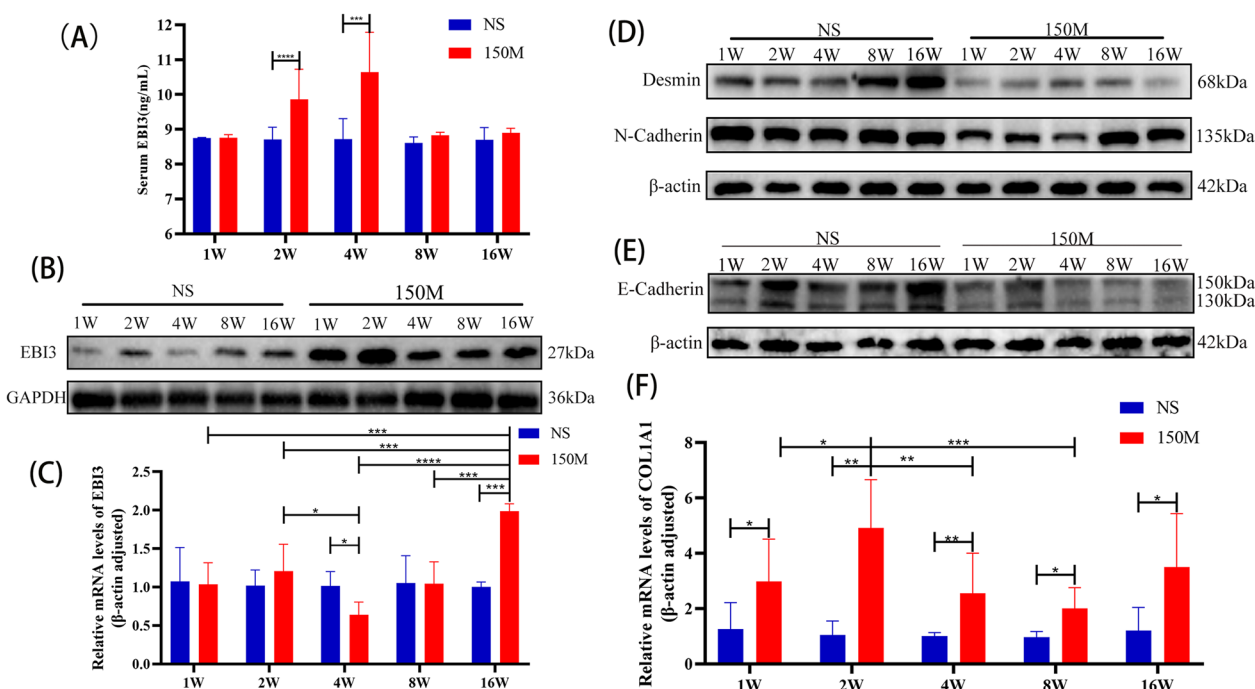 (A)
Serum EBI3(ng/mL)
12
11
10
9
8
7
6
***
****
NS
150M
1W 2W 4W 8W 16W
(B)
NS 150M
1W 2W 4W 8W 16W 1W 2W 4W 8W 16W
EBI3 27kDa
GAPDH 36kDa
(C)
Relative mRNA levels of EBI3
(β-actin adjusted)
2.5
2.0
1.5
1.0
0.5
0.0
***
***
****
***
***
*
*
NS
150M
1W 2W 4W 8W 16W
(D)
NS 150M
1W 2W 4W 8W 16W 1W 2W 4W 8W 16W
Desmin 68kDa
N-Cadherin 135kDa
β-actin 42kDa
(E)
NS 150M
1W 2W 4W 8W 16W 1W 2W 4W 8W 16W
E-Cadherin 150kDa
130kDa
β-actin 42kDa
(F)
Relative mRNA levels of COL1A1
(β-actin adjusted)
8
6
4
2
0
* ***
** **
* ** * *
NS
150M
1W 2W 4W 8W 16W